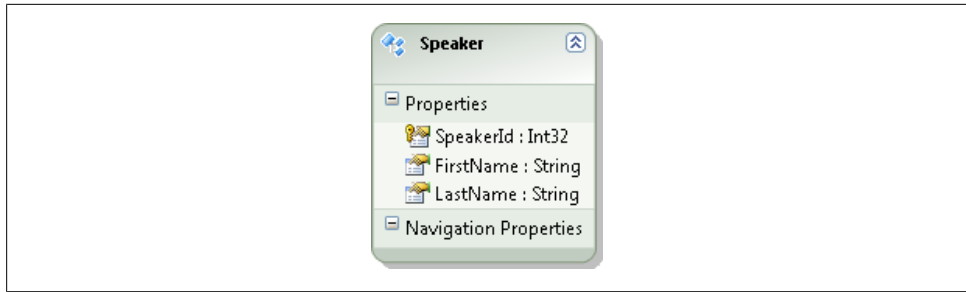 Speaker
Properties
SpeakerId : Int32
FirstName : String
LastName : String
Navigation Properties